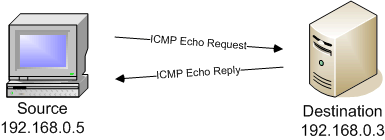 ICMP Echo Request
ICMP Echo Reply
Source
192.168.0.5
Destination
192.168.0.3